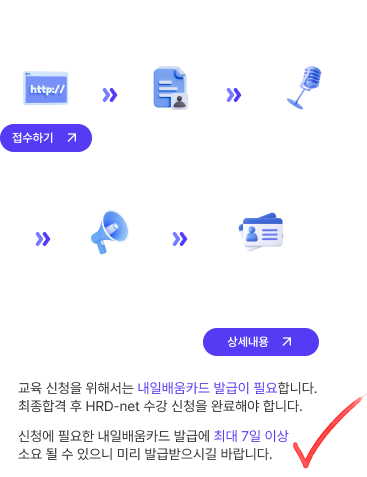 http://
접수하기
상세내용
교육 신청을 위해서는 내일배움카드 발급이 필요합니다.
최종합격 후 HRD-net 수강 신청을 완료해야 합니다.
신청에 필요한 내일배움카드 발급에 최대 7일 이상
소요 될 수 있으니 미리 발급받으시길 바랍니다.